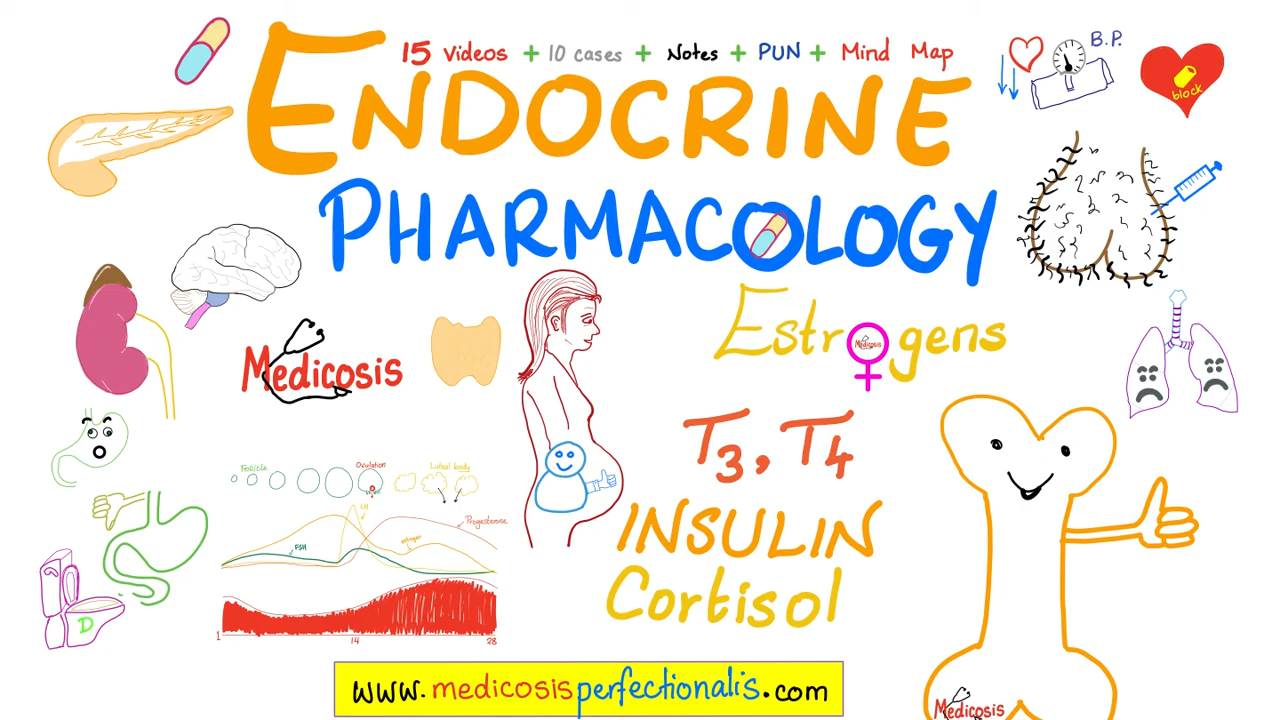 15 Videos + 10 cases + Notes + PUN + Mind Map
B.P.
block
ENDOCRINE
PHARMACOLOGY
Estrogens
Medicosis
Medicosis
T3, T4
Follicle
Ovulation
Luteal body
LH
Progesterone
FSH
estrogen
INSULIN
Cortisol
D
1
14
28
www.medicosisperfectionalis.com
Medicosis